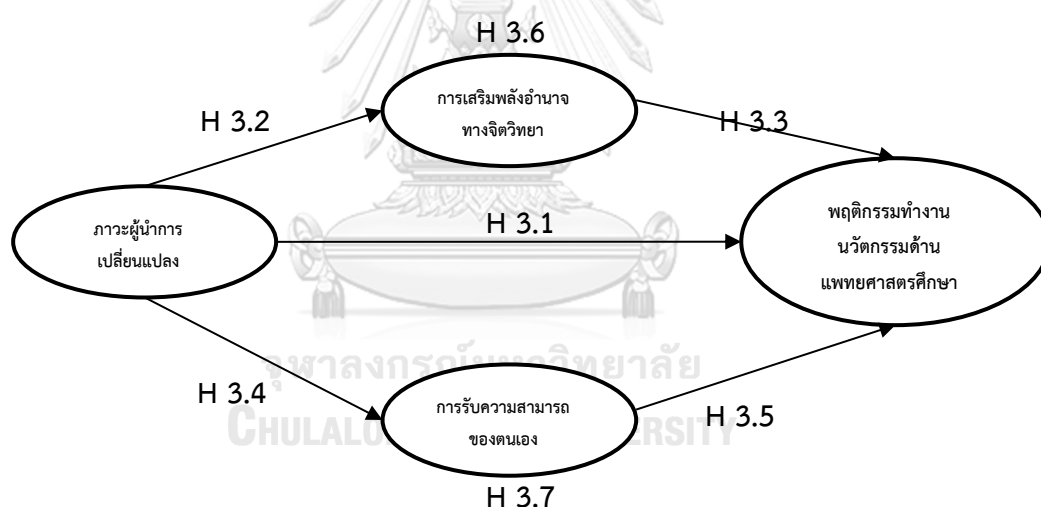 H 3.6
การเสริมพลังอำนาจ
ทางจิตวิทยา
H 3.2
H 3.3
ภาวะผู้นำการ
เปลี่ยนแปลง
H 3.1
พฤติกรรมทำงาน
นวัตกรรมด้าน
แพทยศาสตรศึกษา
จุฬาลงกรณ์มหาวิทยาลัย
H 3.4
การรับความสามารถ
ของตนเอง
H 3.5
CHULALO ERSITY
H 3.7